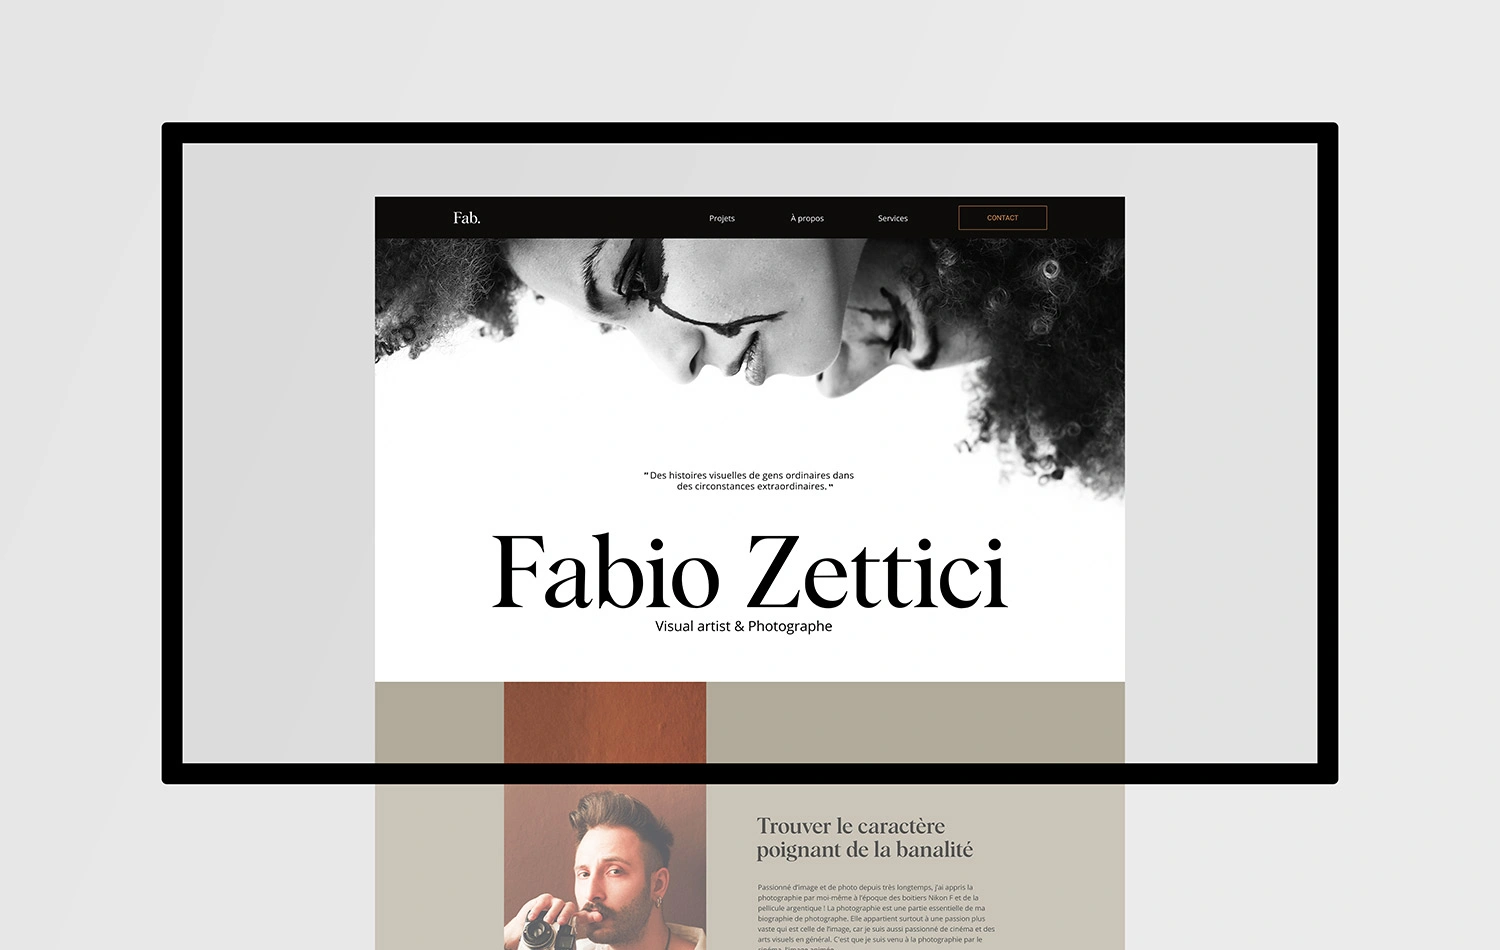 Fab.
Projets
À propos
Services
CONTACT
" Des histoires visuelles de gens ordinaires dans
des circonstances extraordinaires. "
Fabio Zettici
Visual artist & Photographe
Trouver le caractère
poignant de la banalité
Passionné d'image et de photo depuis très longtemps, j'ai appris la
photographie par moi-même à l'époque des boitiers Nikon F et de la
pellicule argentique ! La photographie est une partie essentielle de ma
biographie de photographe. Elle appartient surtout à une passion plus
vaste qui est celle de l'image, car je suis aussi passionné de cinéma et des
arts visuels en général. C'est que je suis venu à la photographie par le
cinéma, l'image animée.